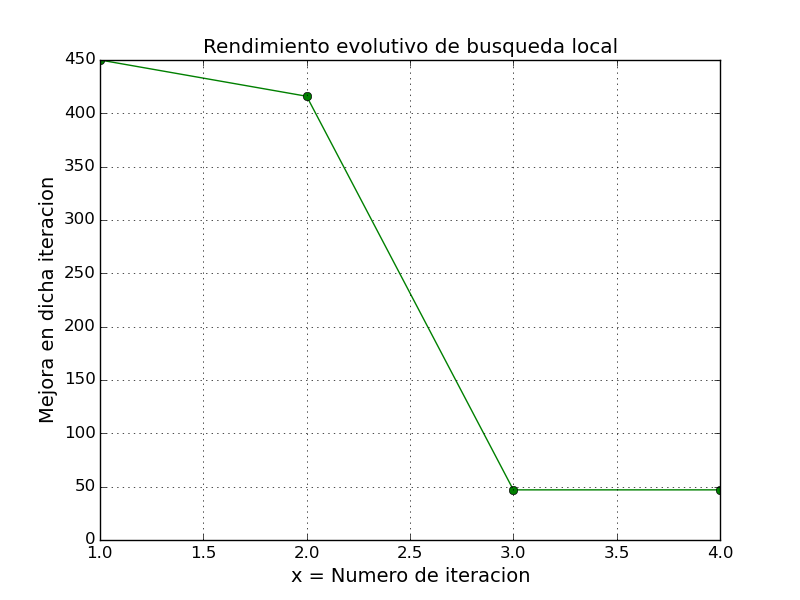 Rendimiento evolutivo de busqueda local
Mejora en dicha iteracion
450
400
350
300
250
200
150
100
50
0
1.0 1.5 2.0 2.5 3.0 3.5 4.0
x = Numero de iteracion